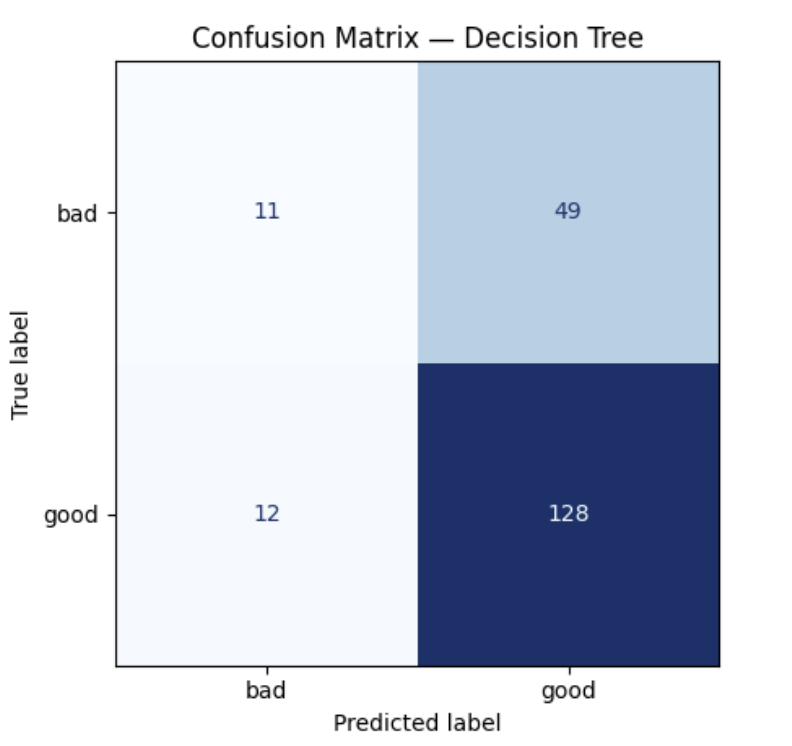 Confusion Matrix — Decision Tree
True label
bad
11
49
good
12
128
bad
good
Predicted label